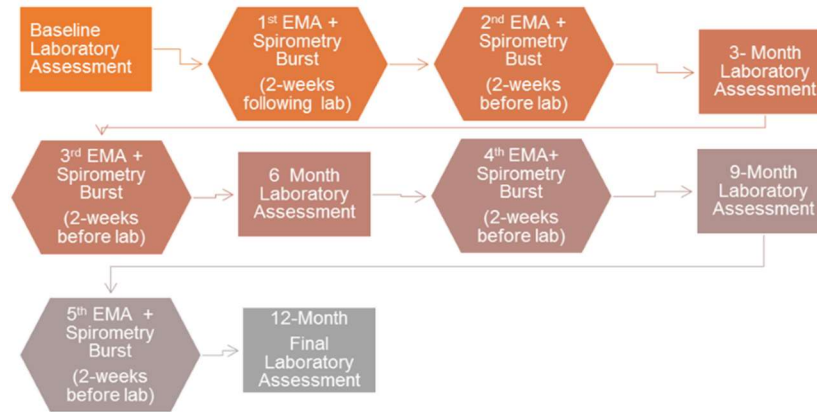 Baseline
Laboratory
Assessment
1st EMA +
Spirometry
Burst
(2-weeks
following lab)
2nd EMA +
Spirometry
Bust
(2-weeks
before lab)
3- Month
Laboratory
Assessment
3rd EMA +
Spirometry
Burst
(2-weeks
before lab)
6 Month
Laboratory
Assessment
4th EMA+
Spirometry
Burst
(2-weeks
before lab)
9-Month
Laboratory
Assessment
5th EMA +
Spirometry
Burst
(2-weeks
before lab)
12-Month
Final
Laboratory
Assessment